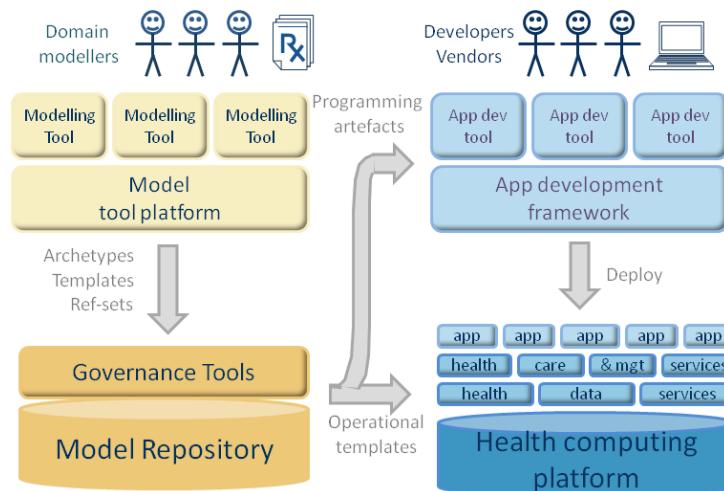 Domain
modellers
Rx
Developers
Vendors
Modelling
Tool
Modelling
Tool
Modelling
Tool
Programming
artefacts
App dev
tool
App dev
tool
App dev
tool
Model
tool platform
App development
framework
Archetypes
Templates
Ref-sets
Deploy
app app app app app
health care & mgt services
health data services
Governance Tools
Operational
templates
Model Repository
Health computing
platform